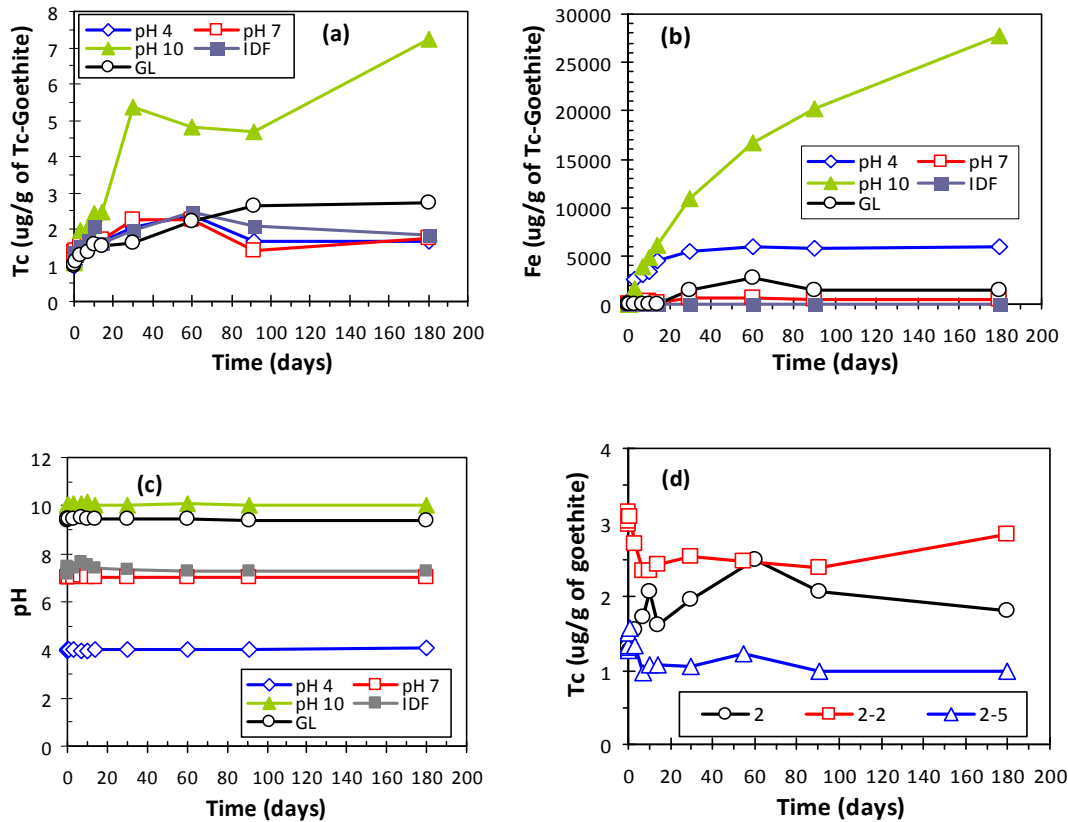 (a)
pH 4
pH 7
pH 10
IDF
GL
Tc (ug/g of Tc-Goethite)
8
7
6
5
4
3
2
1
0
0 20 40 60 80 100 120 140 160 180 200
Time (days)
(b)
Fe (ug/g of Tc-Goethite)
30000
25000
20000
15000
10000
5000
0
pH 4
pH 7
pH 10
IDF
GL
0 20 40 60 80 100 120 140 160 180 200
Time (days)
(c)
pH
12
10
8
6
4
2
0
pH 4
pH 7
pH 10
IDF
GL
0 20 40 60 80 100 120 140 160 180 200
Time (days)
(d)
Tc (ug/g of goethite)
4
3
2
1
0
2
2-2
2-5
0 20 40 60 80 100 120 140 160 180 200
Time (days)